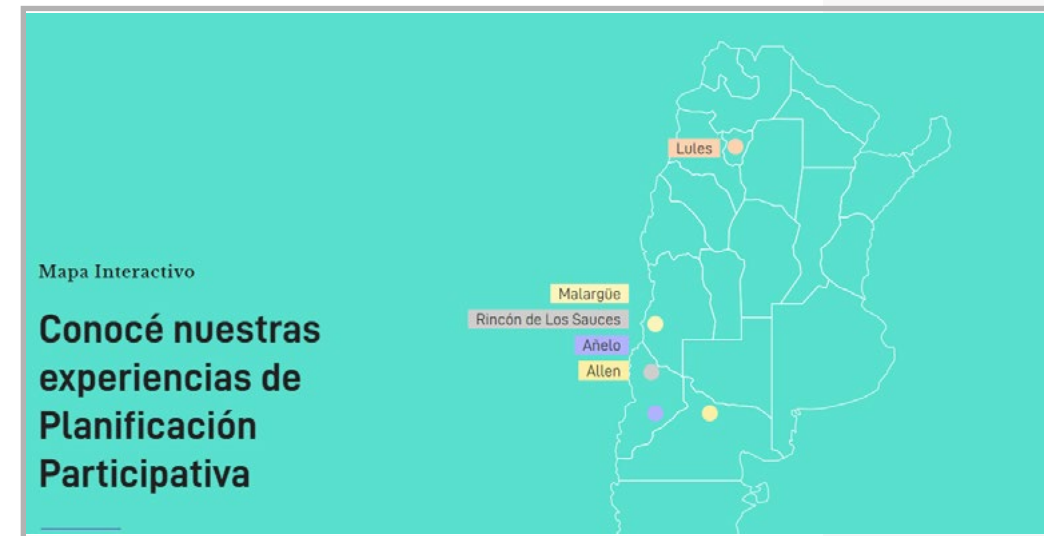 Lules
Mapa Interactivo
Conocé nuestras
experiencias de
Planificación
Participativa
Malargüe
Rincón de Los Sauces
Añelo
Allen